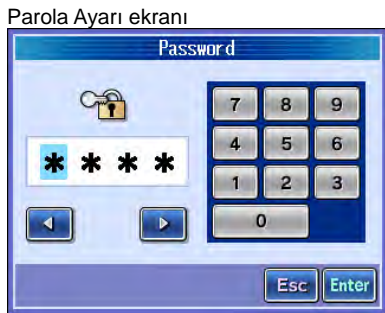 Parola Ayarı ekranı
Password
7 8 9
* * * *
4 5 6
1 2 3
0
Esc Enter